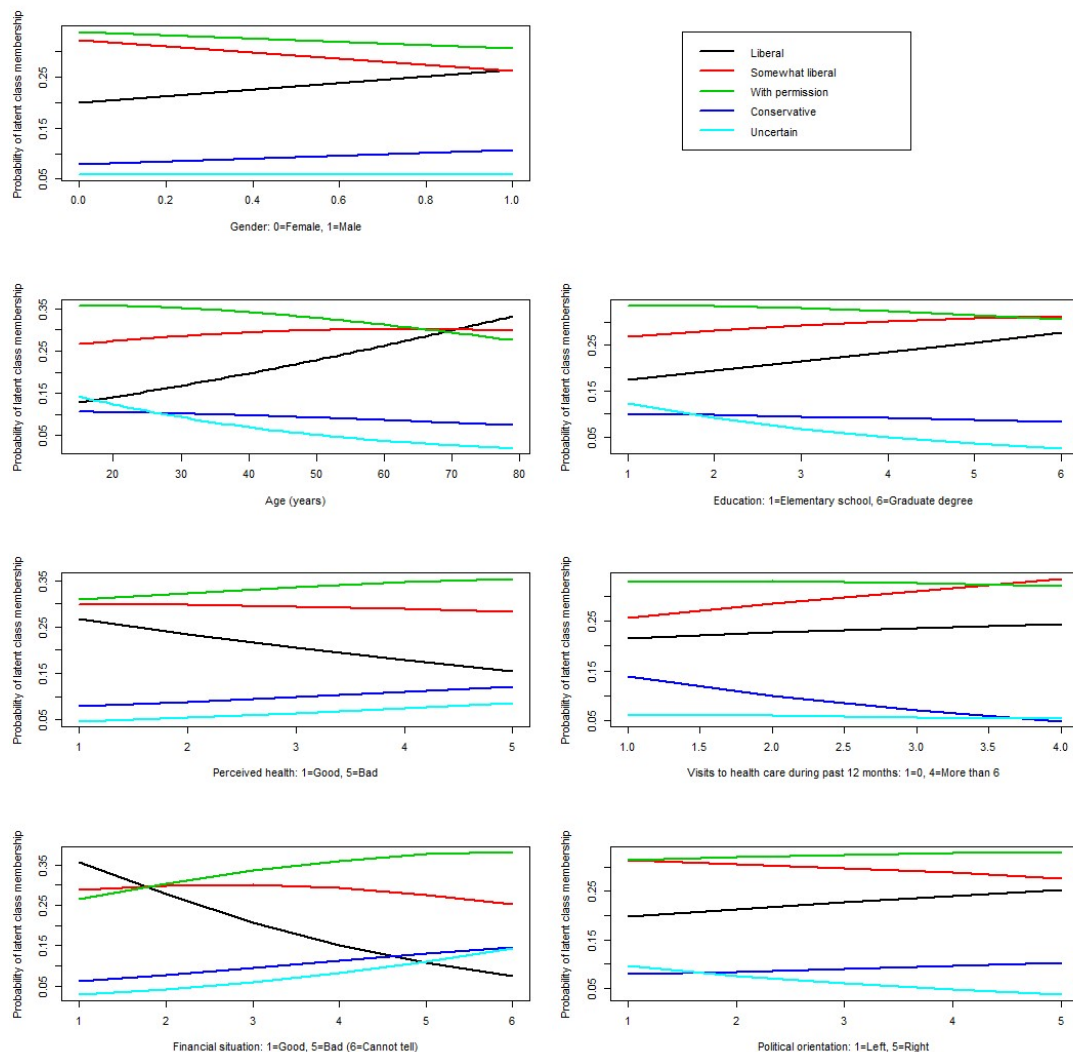 Probability of latent class membership
0.05 0.15 0.25
0.0 0.2 0.4 0.6 0.8 1.0
Gender: 0=Female, 1=Male
Liberal
Somewhat liberal
With permission
Conservative
Uncertain
Probability of latent class membership
0.05 0.15 0.25 0.35
20 30 40 50 60 70 80
Age (years)
Probability of latent class membership
0.05 0.15 0.25
1 2 3 4 5 6
Education: 1=Elementary school, 6=Graduate degree
Probability of latent class membership
0.05 0.15 0.25 0.35
1 2 3 4 5
Perceived health: 1=Good, 5=Bad
Probability of latent class membership
0.05 0.15 0.25
1.0 1.5 2.0 2.5 3.0 3.5 4.0
Visits to health care during past 12 months: 1=0, 4=More than 6
Probability of latent class membership
0.05 0.15 0.25 0.35
1 2 3 4 5 6
Financial situation: 1=Good, 5=Bad (6=Cannot tell)
Probability of latent class membership
0.05 0.15 0.25
1 2 3 4 5
Political orientation: 1=Left, 5=Right